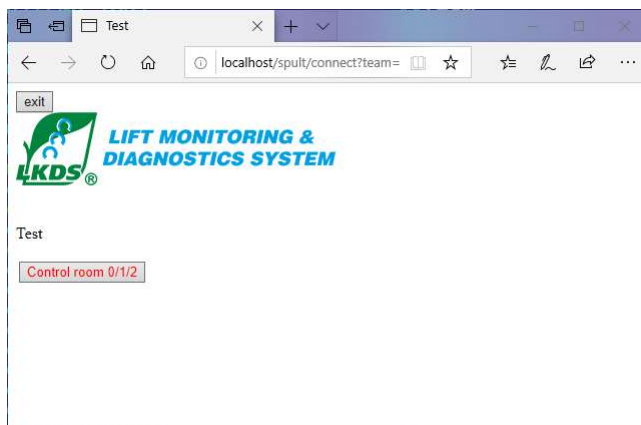 Test
localhost/spult/connect?team=
exit
LKDS®
LIFT MONITORING &
DIAGNOSTICS SYSTEM
Test
Control room 0/1/2